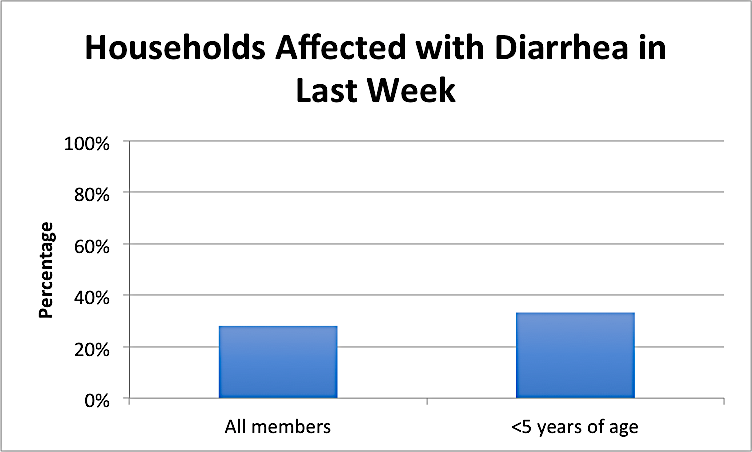 Households Affected with Diarrhea in
Last Week
Percentage
100%
80%
60%
40%
20%
0%
All members
<5 years of age